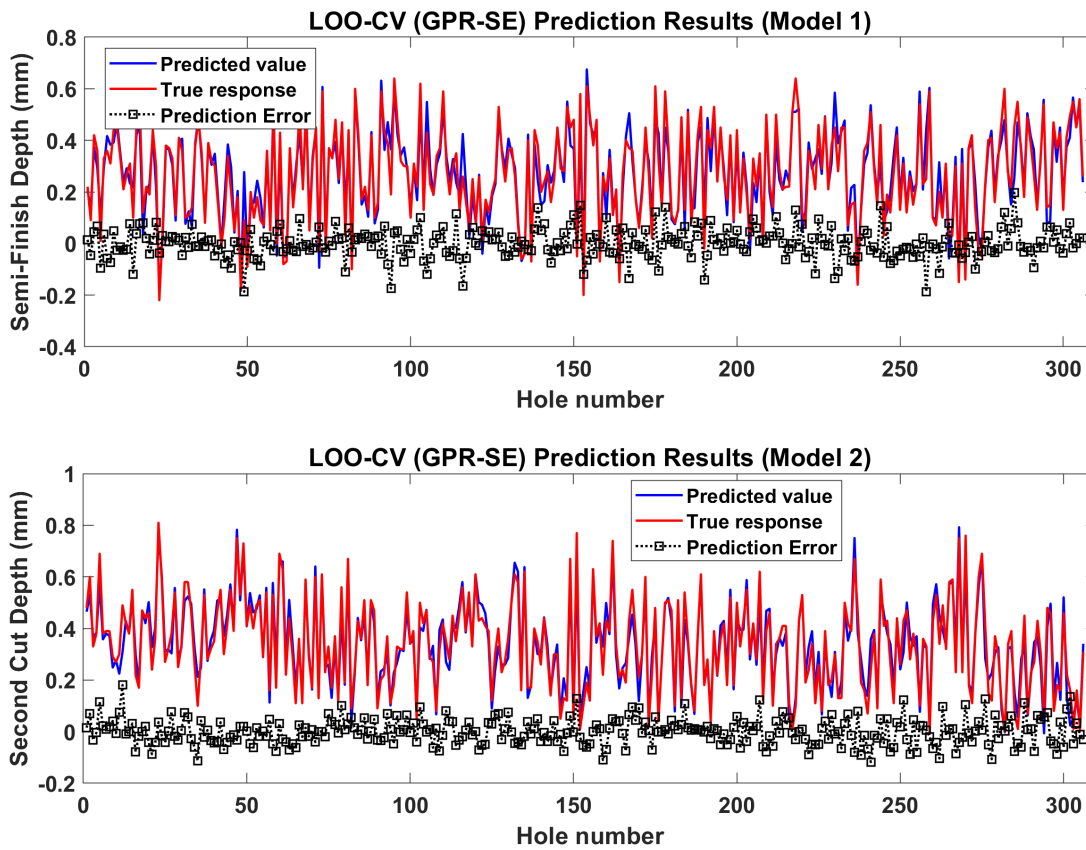 LOO-CV (GPR-SE) Prediction Results (Model 1)
Semi-Finish Depth (mm)
0.8
0.6
0.4
0.2
0
-0.2
-0.4
Predicted value
True response
Prediction Error
0 50 100 150 200 250 300
Hole number
LOO-CV (GPR-SE) Prediction Results (Model 2)
Second Cut Depth (mm)
1
0.8
0.6
0.4
0.2
0
-0.2
Predicted value
True response
Prediction Error
0 50 100 150 200 250 300
Hole number